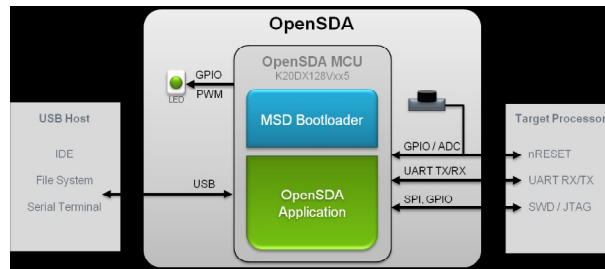 OpenSDA
OpenSDA MCU
K20DX128Vxx5
GPIO
PWM
LED
MSD Bootloader
USB Host
IDE
File System
Serial Terminal
USB
OpenSDA
Application
GPIO / ADC
UART TX/RX
SPI, GPIO
Target Processor
nRESET
UART RX/TX
SWD / JTAG